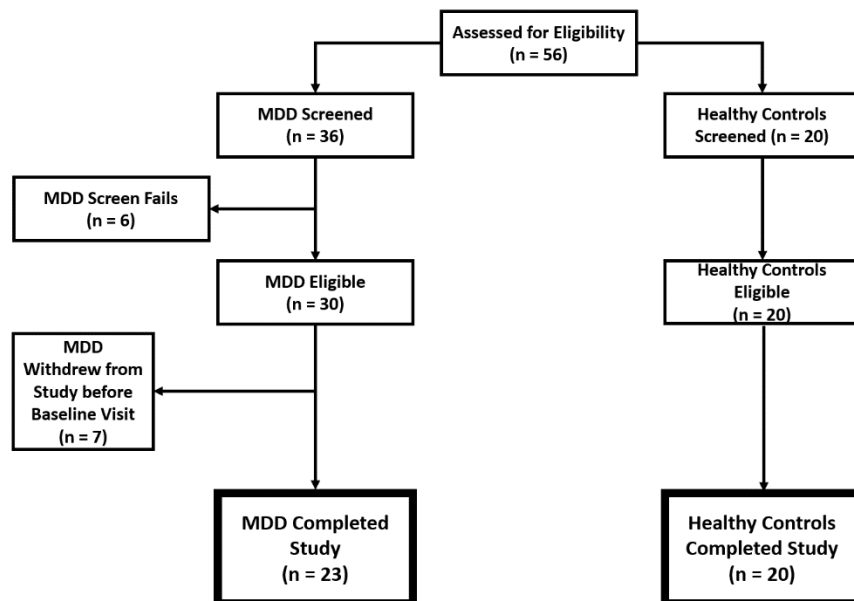 Assessed for Eligibility
(n = 56)
MDD Screened
(n = 36)
Healthy Controls
Screened (n = 20)
MDD Screen Fails
(n = 6)
MDD Eligible
(n = 30)
Healthy Controls
Eligible
(n = 20)
MDD
Withdrew from
Study before
Baseline Visit
(n = 7)
MDD Completed
Study
(n = 23)
Healthy Controls
Completed Study
(n = 20)